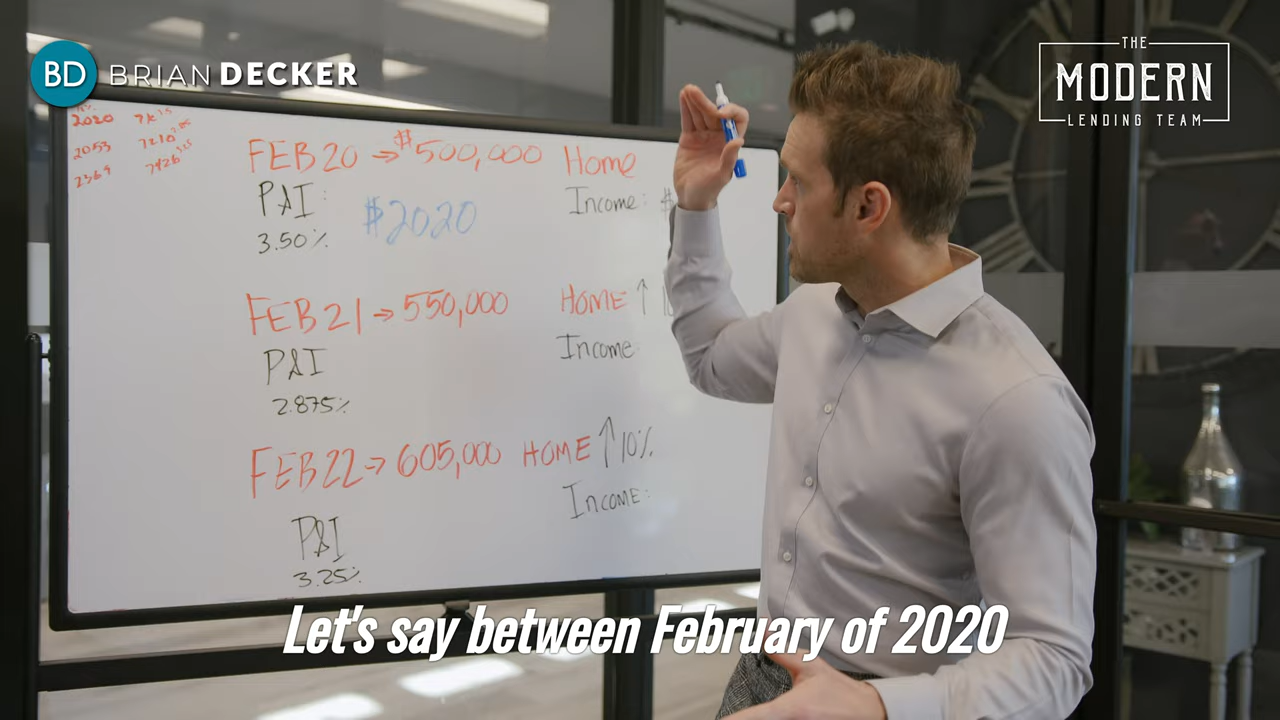 BD BRIAN DECKER
THE
MODERN
LENDING TEAM
2020
2053
2369
FEB 20 → $500,000 Home
P&I: $2020 Income: $
3.50%
FEB 21 → 550,000 HOME ↑
P&I Income:
2.875%
FEB 22 → 605,000 HOME ↑ 10%
Income:
P&I
3.25%
Let's say between February of 2020